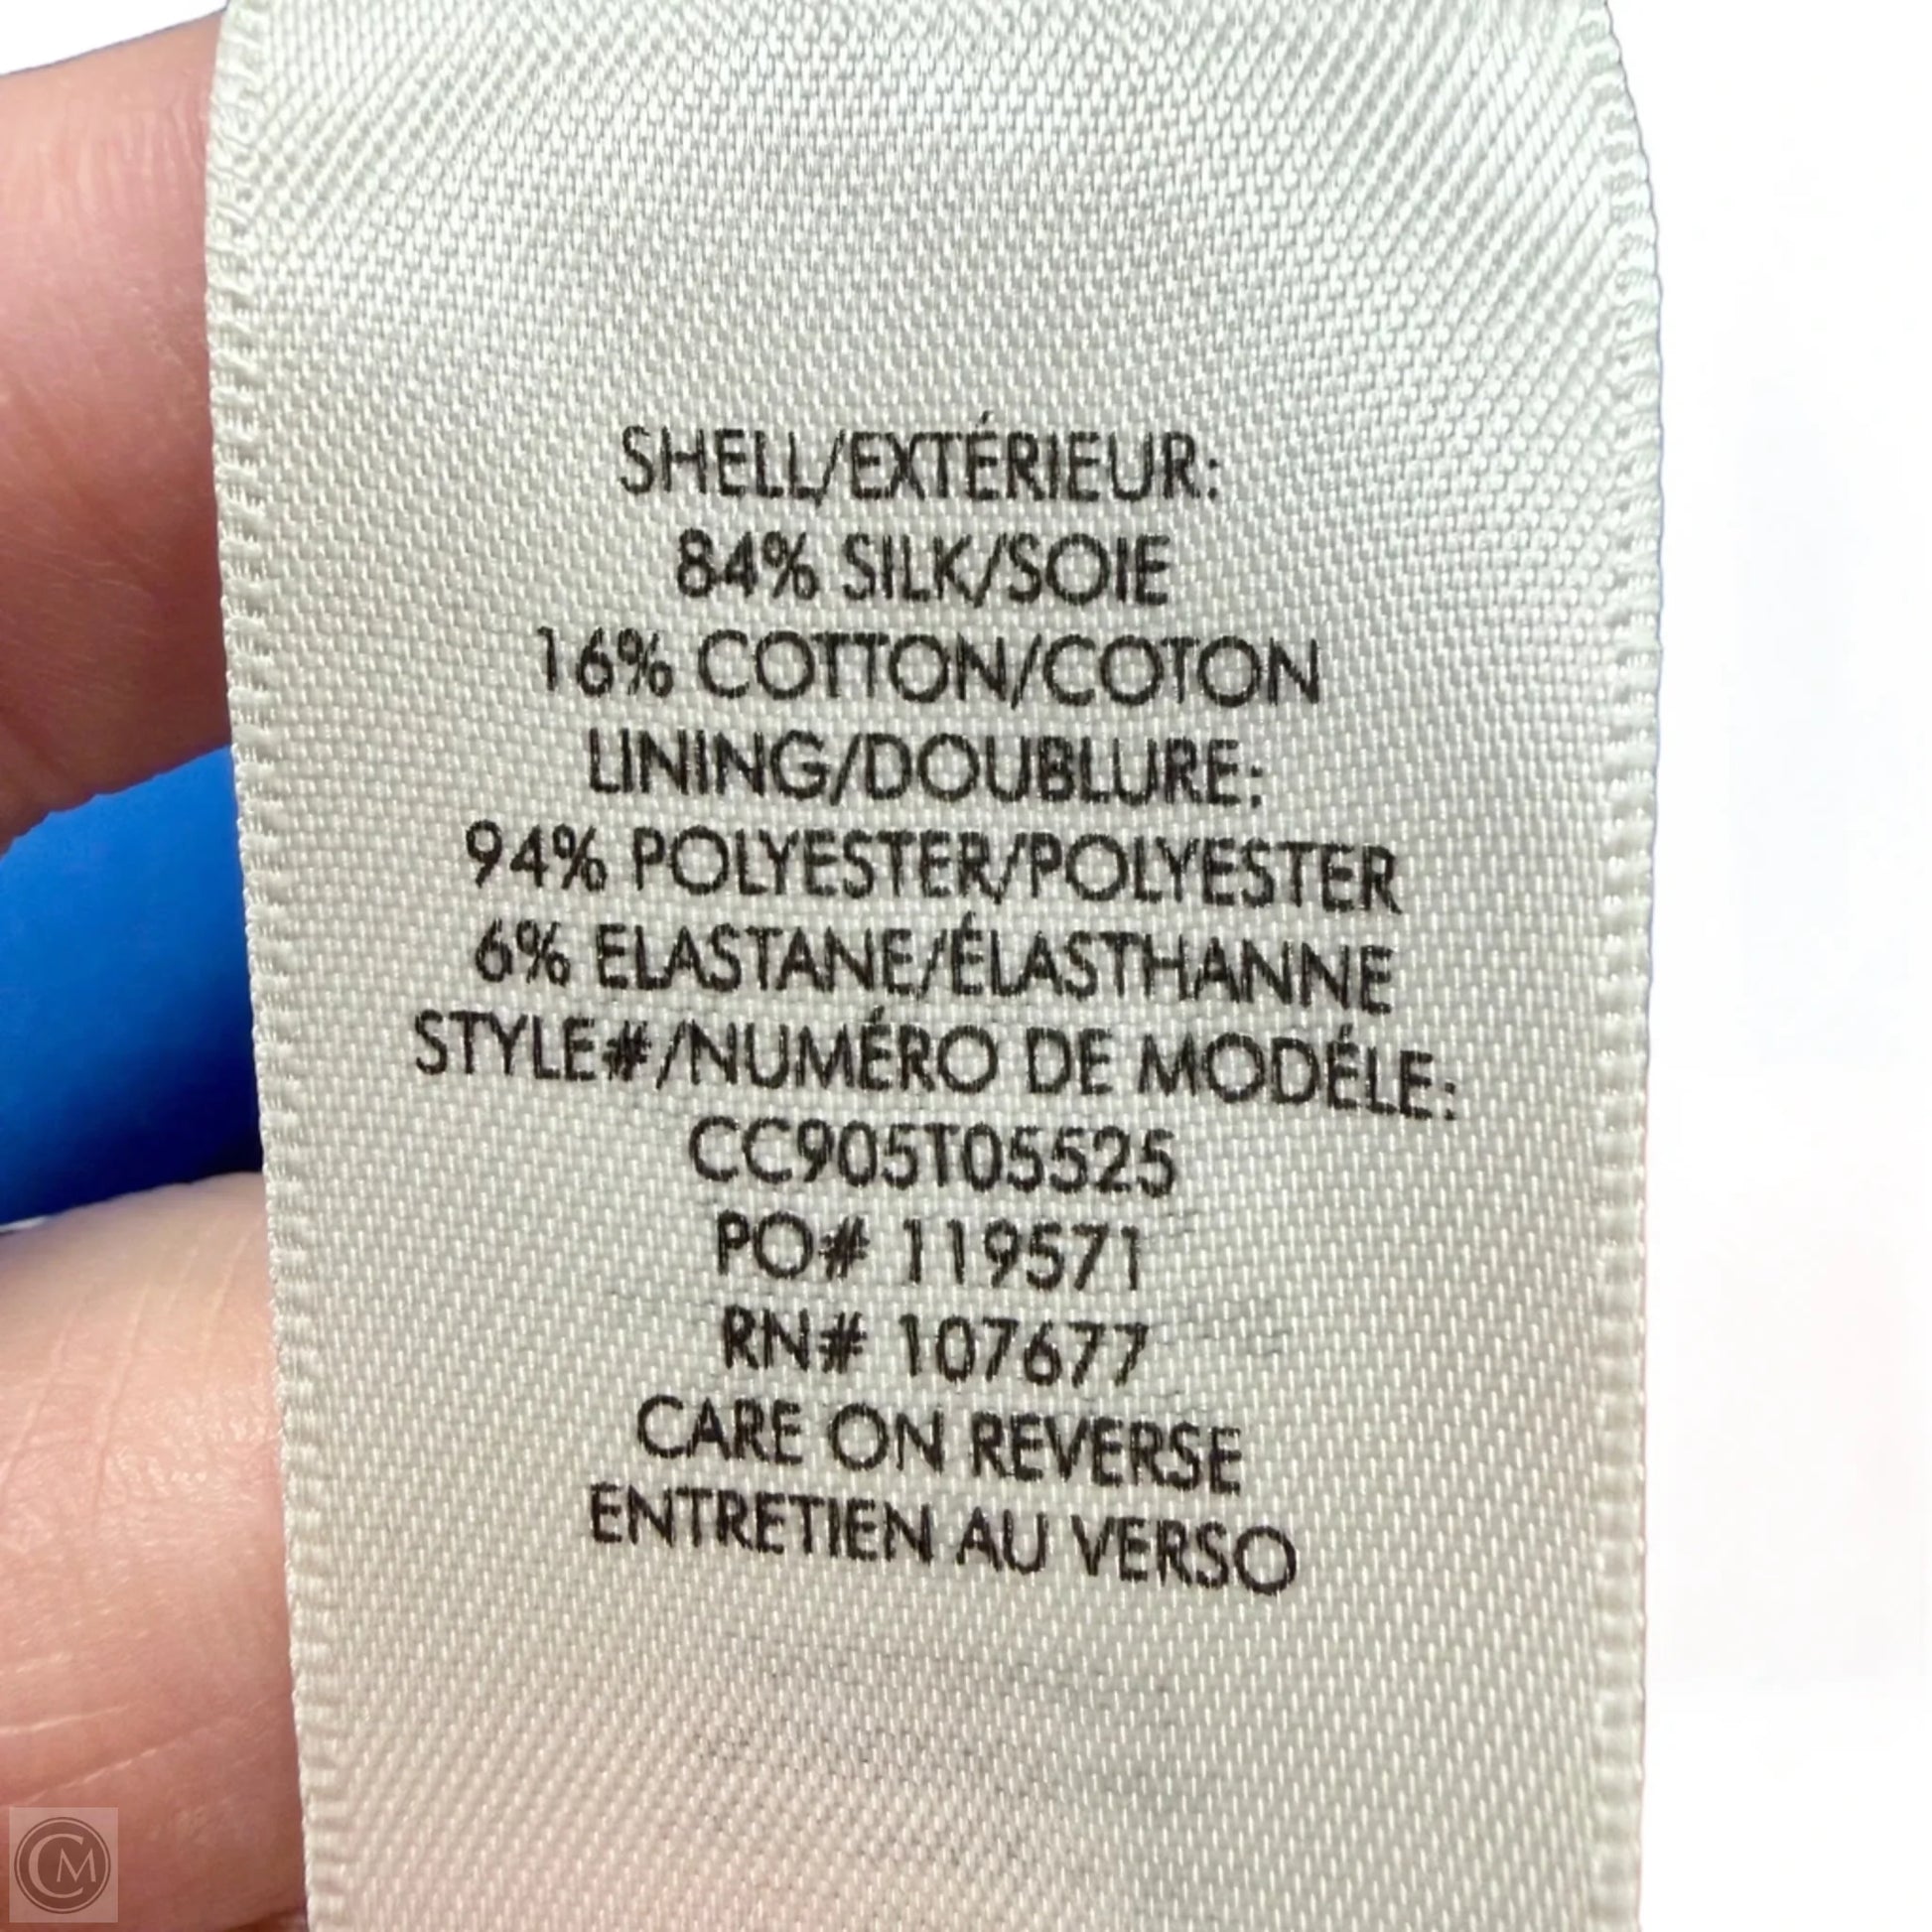 SHELL/EXTÉRIEUR:
84% SILK/SOIE
16% COTTON/COTON
LINING/DOUBLURE:
94% POLYESTER/POLYESTER
6% ELASTANE/ÉLASTHANNE
STYLE#/NUMÉRO DE MODÉLE:
CC905T05525
PO# 119571
RN# 107677
CARE ON REVERSE
ENTRETIEN AU VERSO
CM